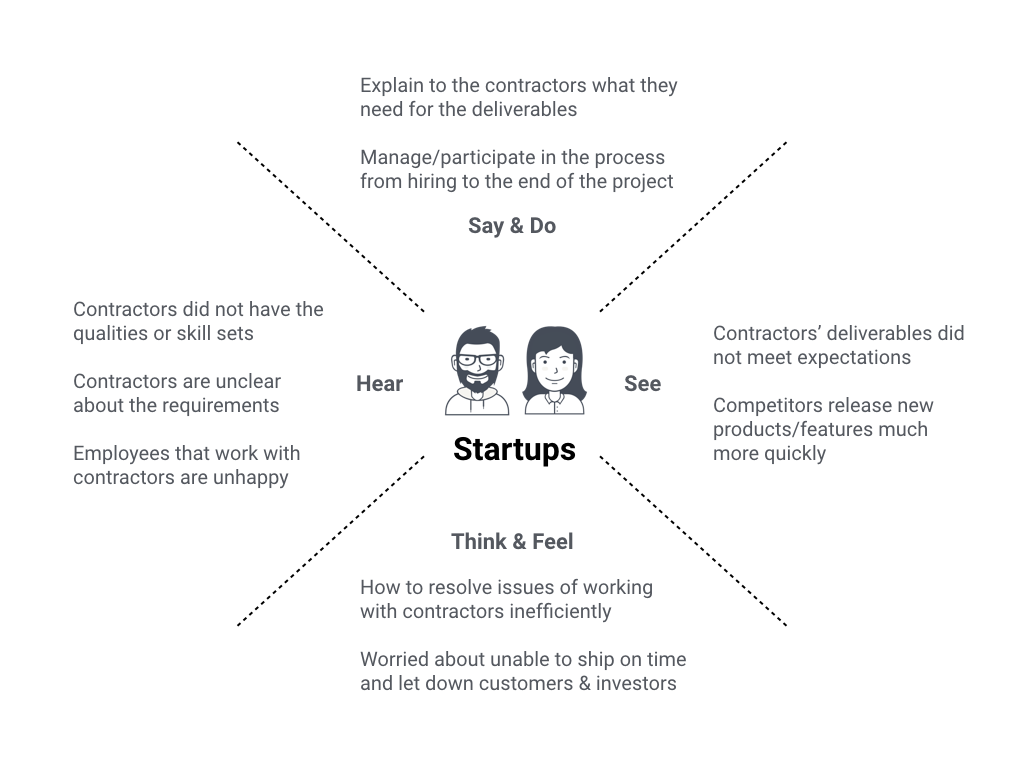 Explain to the contractors what they
need for the deliverables
Manage/participate in the process
from hiring to the end of the project
Say & Do
Contractors did not have the
qualities or skill sets
Contractors are unclear
about the requirements
Employees that work with
contractors are unhappy
Hear
See
Contractors’ deliverables did
not meet expectations
Competitors release new
products/features much
more quickly
Startups
Think & Feel
How to resolve issues of working
with contractors inefficiently
Worried about unable to ship on time
and let down customers & investors